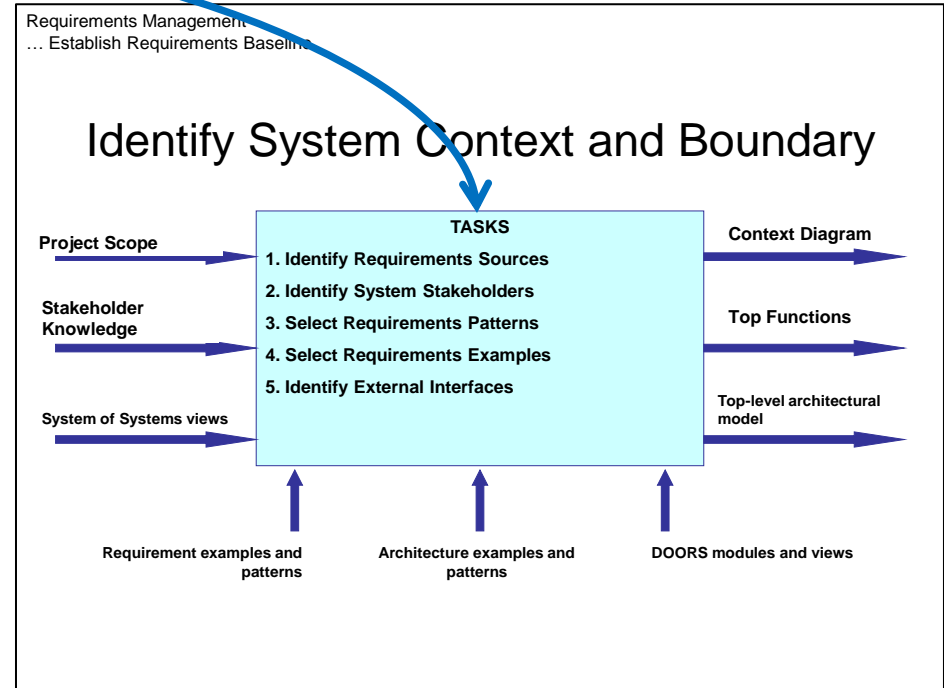 Requirements Management
… Establish Requirements Baseline
Identify System Context and Boundary
Project Scope
Stakeholder
Knowledge
System of Systems views
TASKS
1. Identify Requirements Sources
2. Identify System Stakeholders
3. Select Requirements Patterns
4. Select Requirements Examples
5. Identify External Interfaces
Context Diagram
Top Functions
Top-level architectural
model
Requirement examples and
patterns
Architecture examples and
patterns
DOORS modules and views